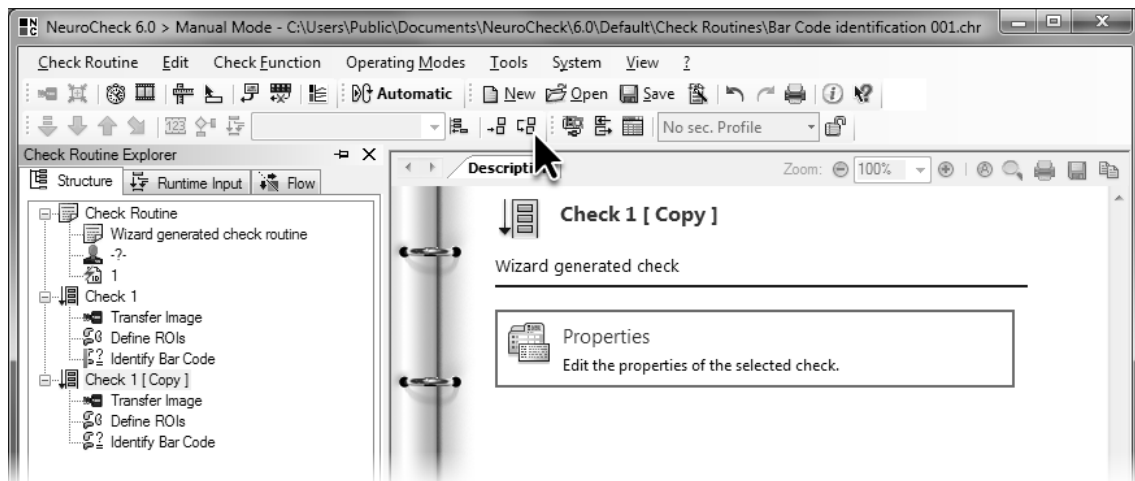 NeuroCheck 6.0 > Manual Mode - C:\Users\Public\Documents\NeuroCheck\6.0\Default\Check Routines\Bar Code identification 001.chr
Check Routine Edit Check Function Operating Modes Tools System View ?
Automatic New Open Save
123 No sec. Profile
Check Routine Explorer
Structure Runtime Input Flow
Descripti
Zoom: 100%
Check Routine
Wizard generated check routine
-?-
ID 1
Check 1
Transfer Image
Define ROIs
Identify Bar Code
Check 1 [ Copy ]
Transfer Image
Define ROIs
Identify Bar Code
Check 1 [ Copy ]
Wizard generated check
Properties
Edit the properties of the selected check.